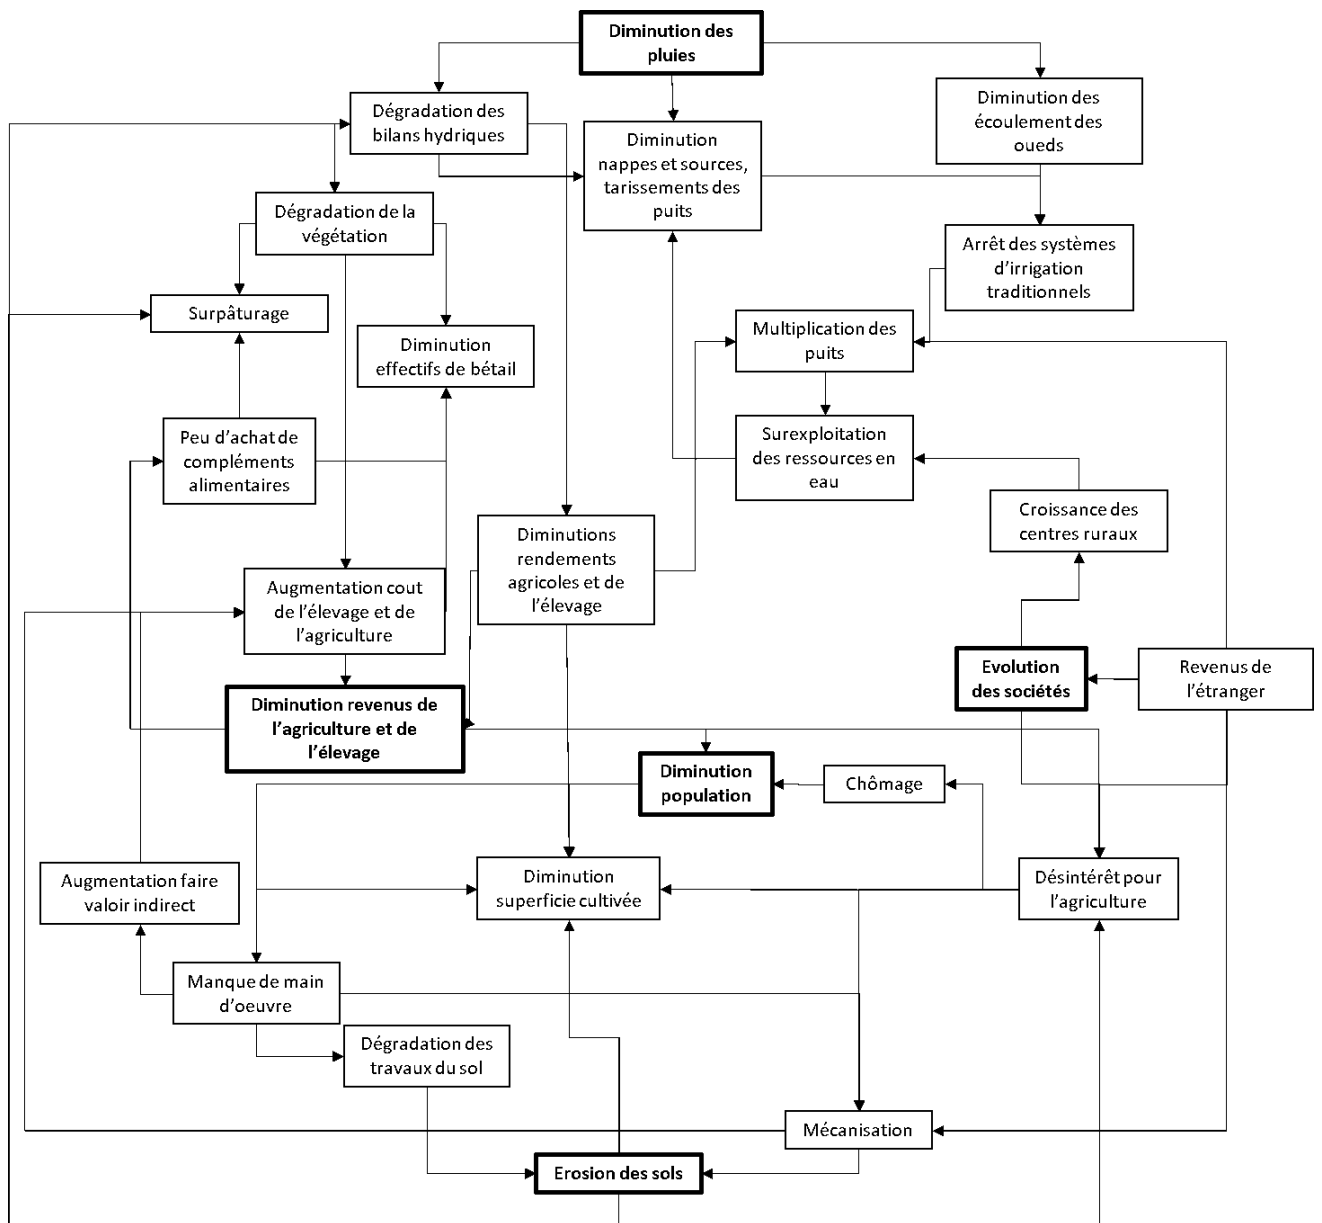 Diminution des
pluies
Dégradation des
bilans hydriques
Diminution
nappes et sources,
tarissements des
puits
Diminution des
écoulement des
oueds
Dégradation de la
végétation
Arrêt des systèmes
d'irrigation
traditionnels
Surpâturage
Diminution
effectifs de bétail
Multiplication des
puits
Peu d'achat de
compléments
alimentaires
Surexploitation
des ressources en
eau
Croissance des
centres ruraux
Diminutions
rendements
agricoles et de
l'élevage
Augmentation cout
de l'élevage et de
l'agriculture
Evolution
des sociétés
Revenus de
l'étranger
Diminution revenus de
l'agriculture et de
l'élevage
Diminution
population
Chômage
Augmentation faire
valoir indirect
Diminution
superficie cultivée
Désintérêt pour
l'agriculture
Manque de main
d'oeuvre
Dégradation des
travaux du sol
Mécanisation
Erosion des sols